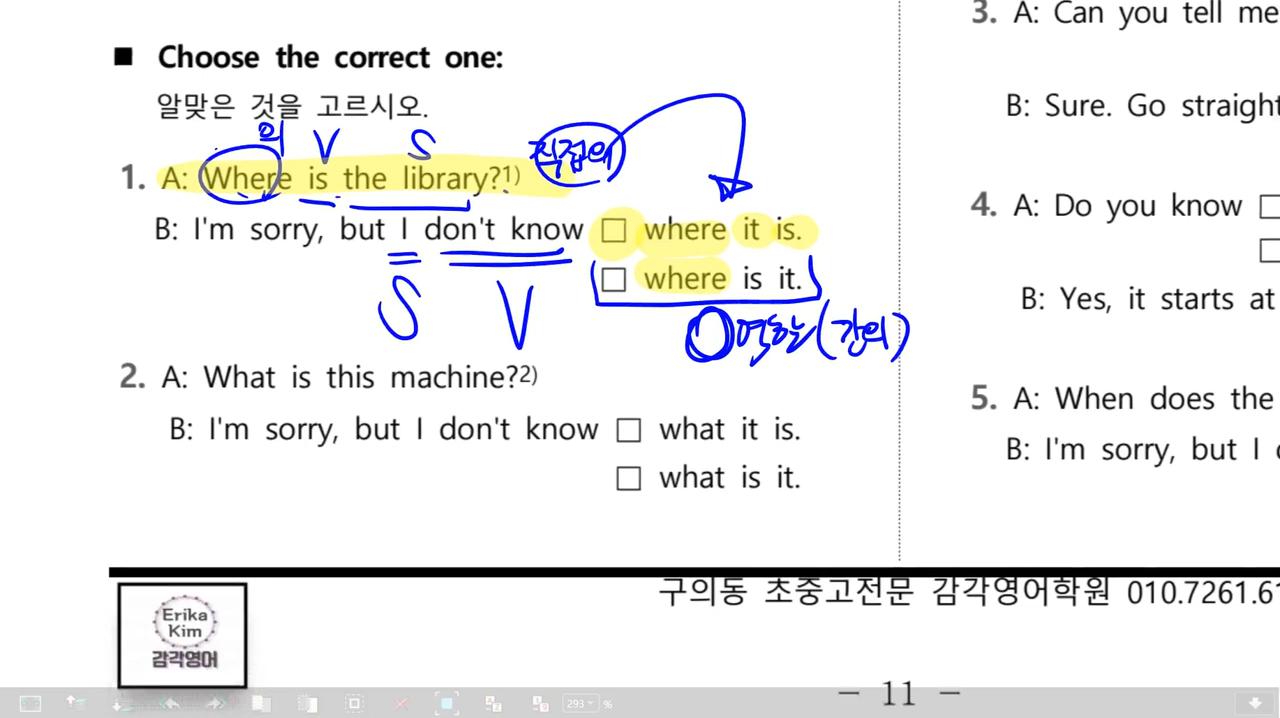 ■ Choose the correct one:
알맞은 것을 고르시오.
의 V S 직접의
1. A: Where is the library?1)
B: I'm sorry, but I don't know □ where it is.
□ where is it.
S V
역하는(간의)
2. A: What is this machine?2)
B: I'm sorry, but I don't know □ what it is.
□ what is it.
3. A: Can you tell me
B: Sure. Go straight
4. A: Do you know □
□
B: Yes, it starts at
5. A: When does the
B: I'm sorry, but I
Erika
Kim
감각영어
구의동 초중고전문 감각영어학원 010.7261.6
- 11 -
293 %